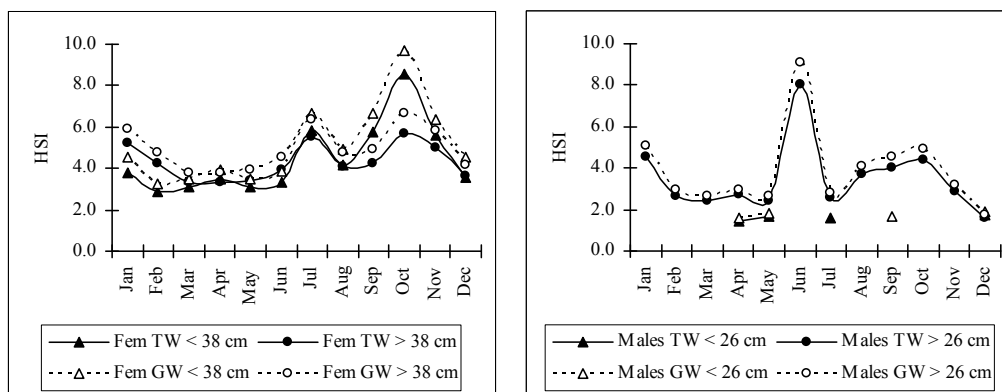 10.0
8.0
6.0
4.0
2.0
0.0
HSI
Jan
Feb
Mar
Apr
May
Jun
Jul
Aug
Sep
Oct
Nov
Dec
Fem TW < 38 cm
Fem TW > 38 cm
Fem GW < 38 cm
Fem GW > 38 cm
10.0
8.0
6.0
4.0
2.0
0.0
HSI
Jan
Feb
Mar
Apr
May
Jun
Jul
Aug
Sep
Oct
Nov
Dec
Males TW < 26 cm
Males TW > 26 cm
Males GW < 26 cm
Males GW > 26 cm